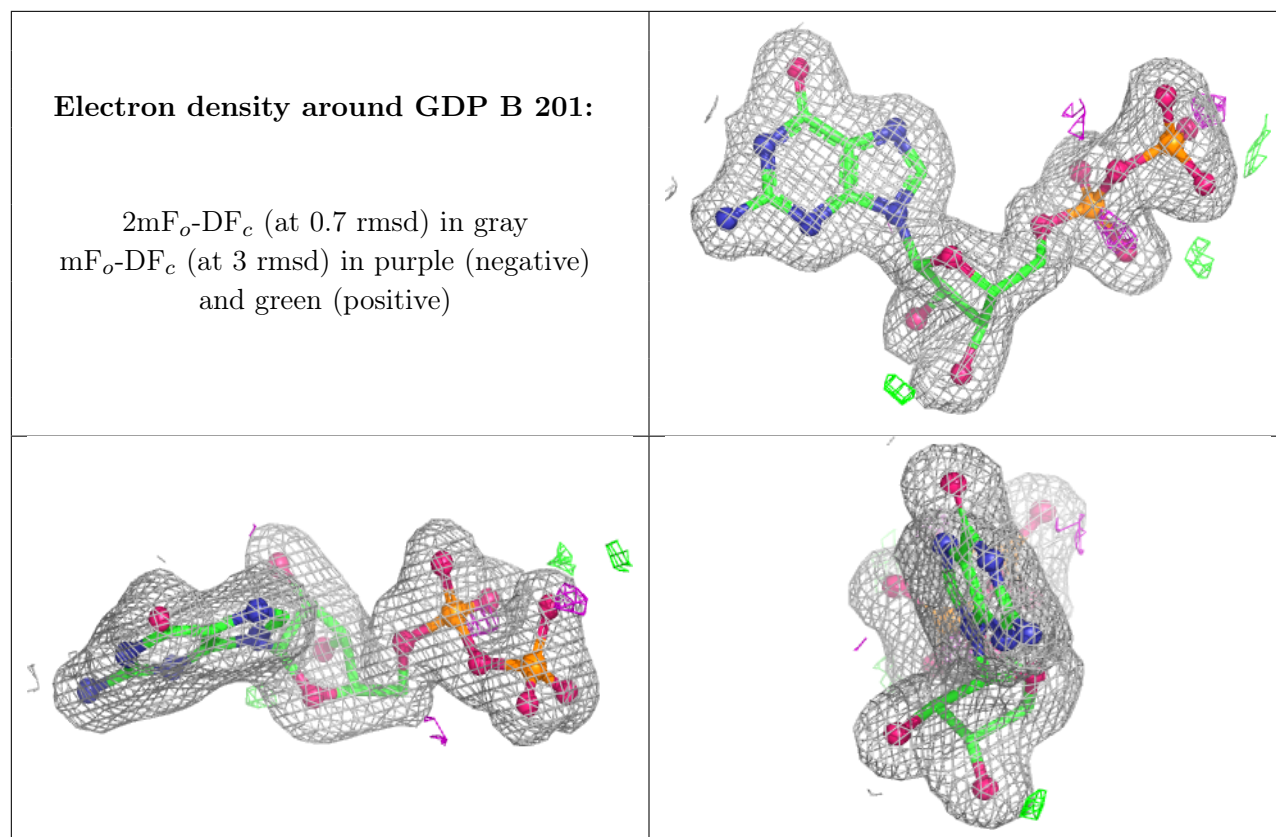 Electron density around GDP B 201:
2mFo-DFc (at 0.7 rmsd) in gray
mFo-DFc (at 3 rmsd) in purple (negative)
and green (positive)